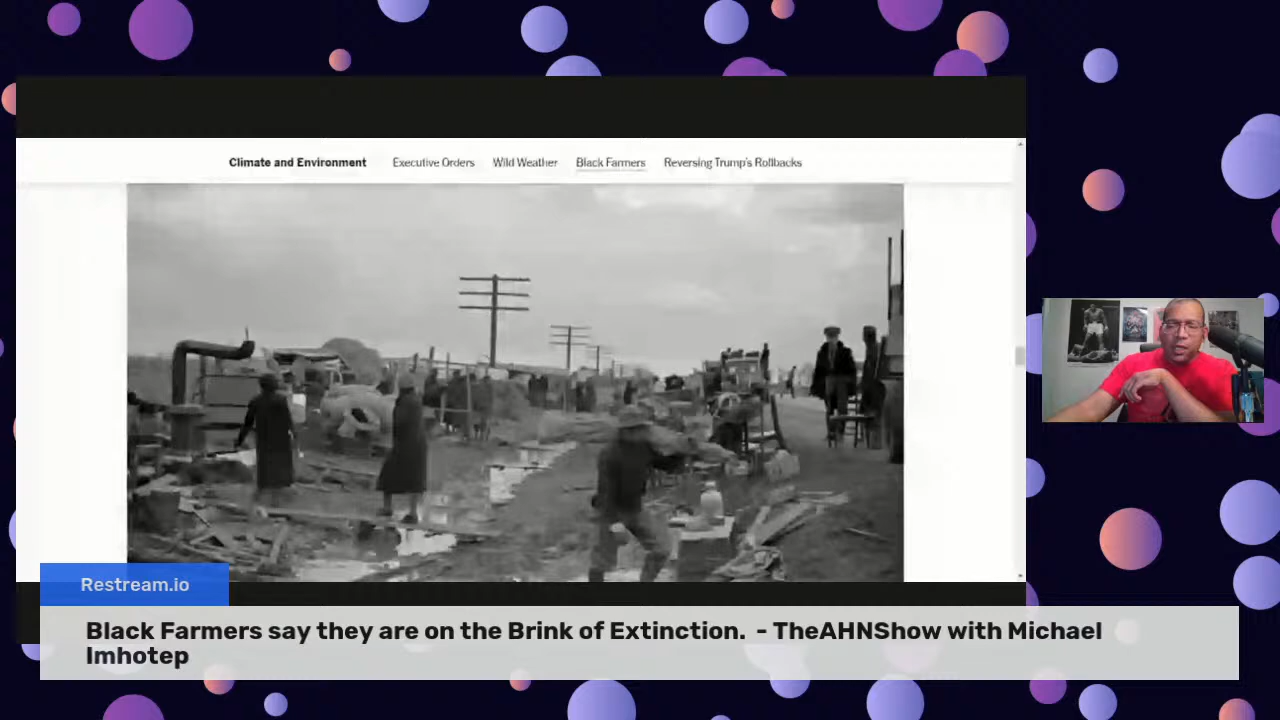 Climate and Environment Executive Orders Wild Weather Black Farmers Reversing Trump's Rollbacks
Restream.io
Black Farmers say they are on the Brink of Extinction. - TheAHNShow with Michael
Imhotep